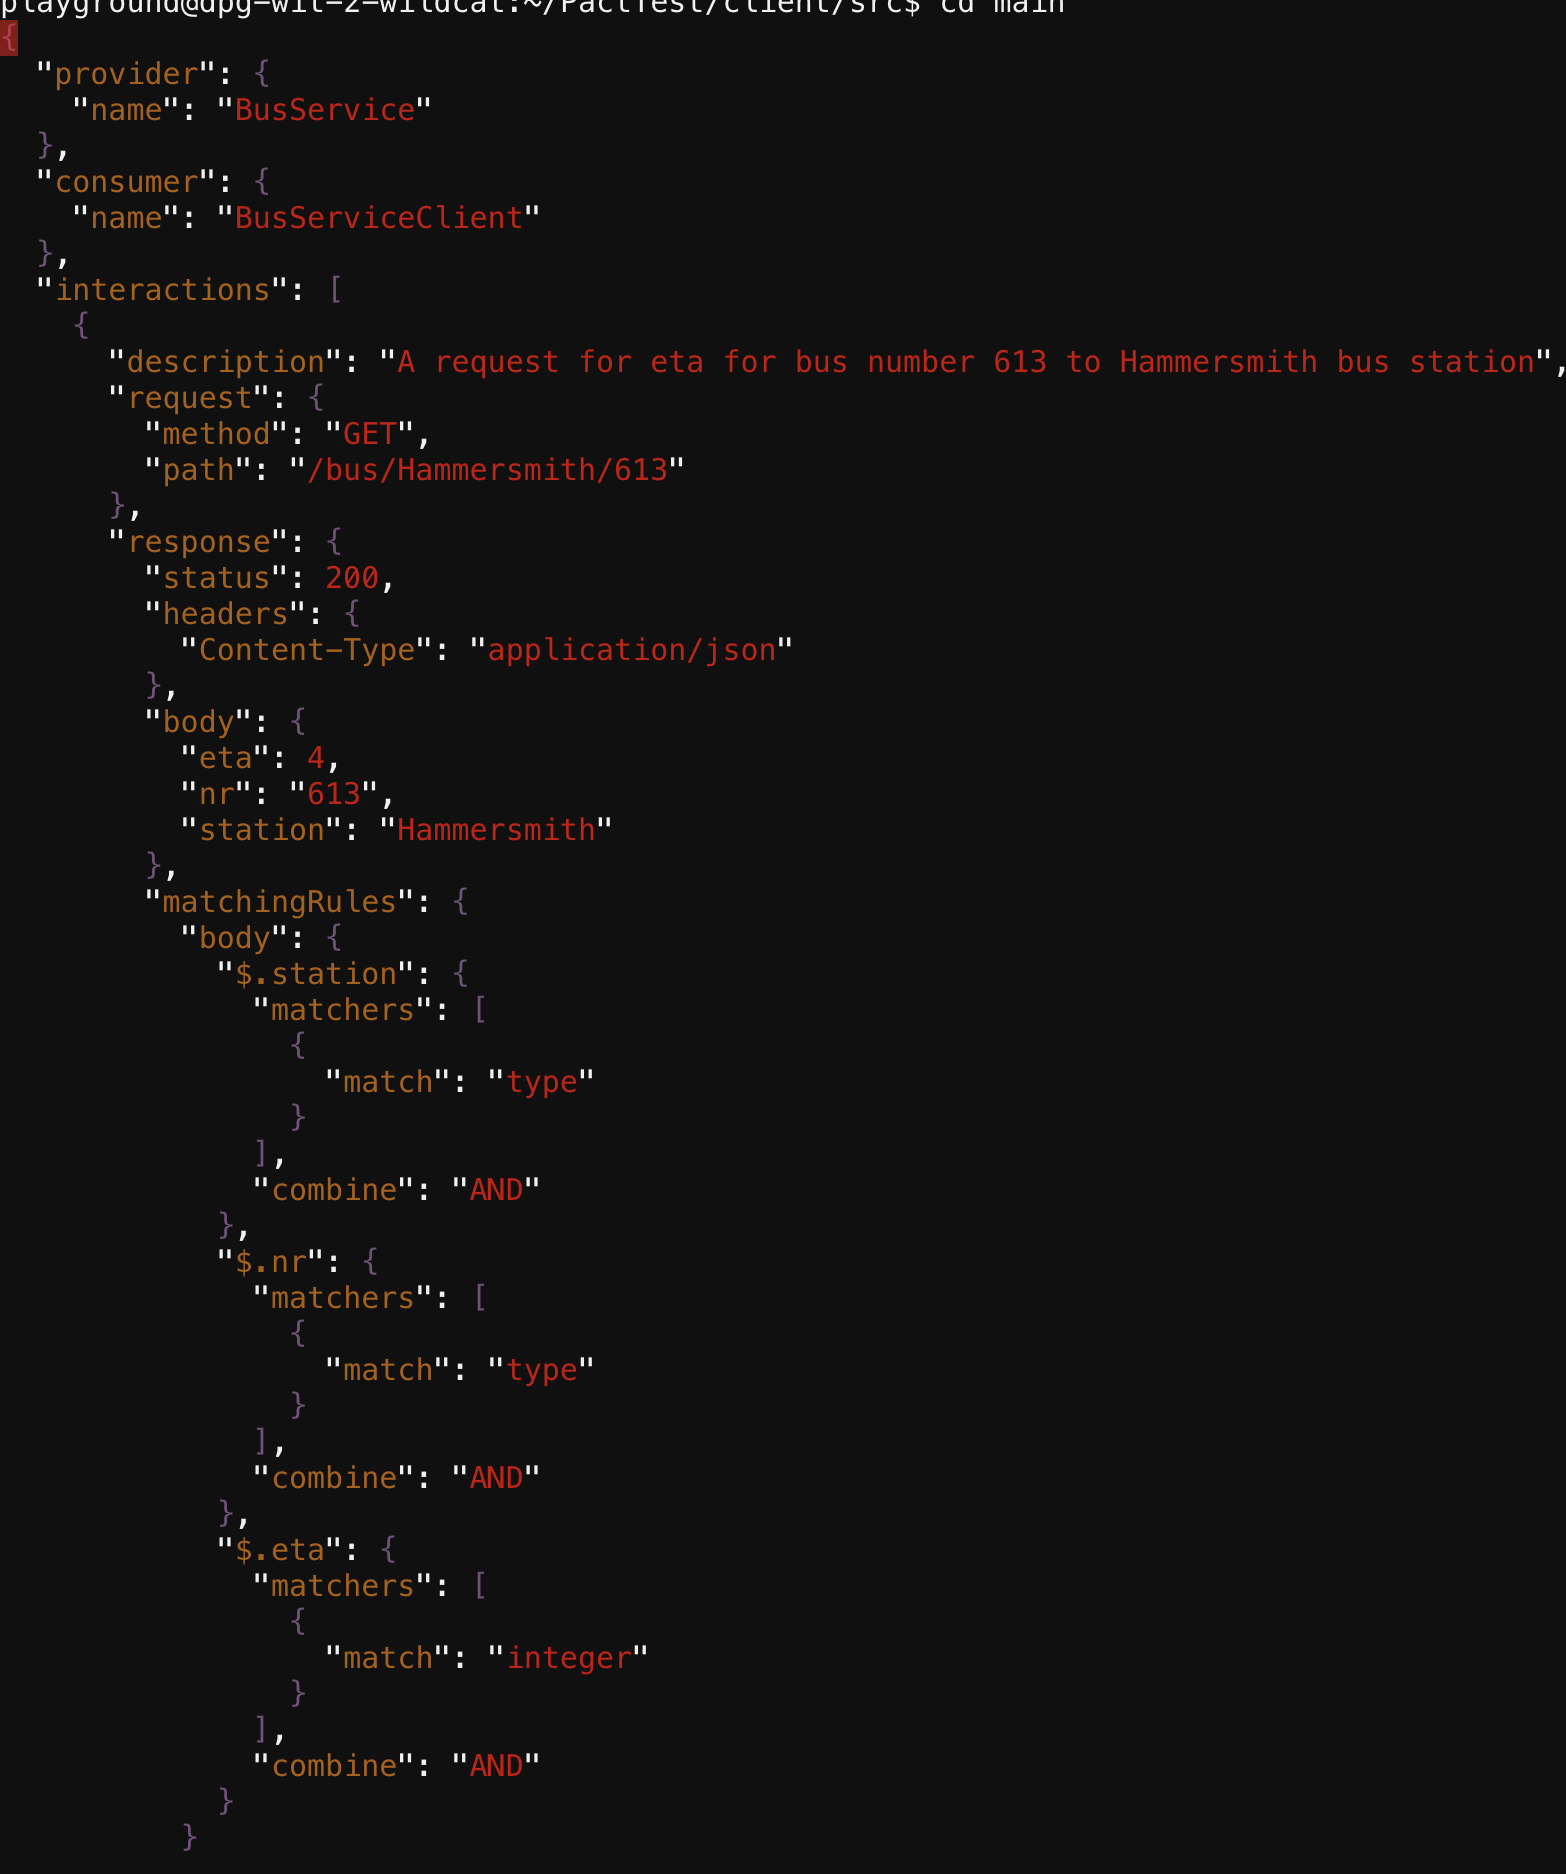 playground@dpg-wil-2-wildcat:~/PactTest/client/src$ cd main
{
  "provider": {
    "name": "BusService"
  },
  "consumer": {
    "name": "BusServiceClient"
  },
  "interactions": [
    {
      "description": "A request for eta for bus number 613 to Hammersmith bus station",
      "request": {
        "method": "GET",
        "path": "/bus/Hammersmith/613"
      },
      "response": {
        "status": 200,
        "headers": {
          "Content-Type": "application/json"
        },
        "body": {
          "eta": 4,
          "nr": "613",
          "station": "Hammersmith"
        },
        "matchingRules": {
          "body": {
            "$.station": {
              "matchers": [
                {
                  "match": "type"
                }
              ],
              "combine": "AND"
            },
            "$.nr": {
              "matchers": [
                {
                  "match": "type"
                }
              ],
              "combine": "AND"
            },
            "$.eta": {
              "matchers": [
                {
                  "match": "integer"
                }
              ],
              "combine": "AND"
            }
          }